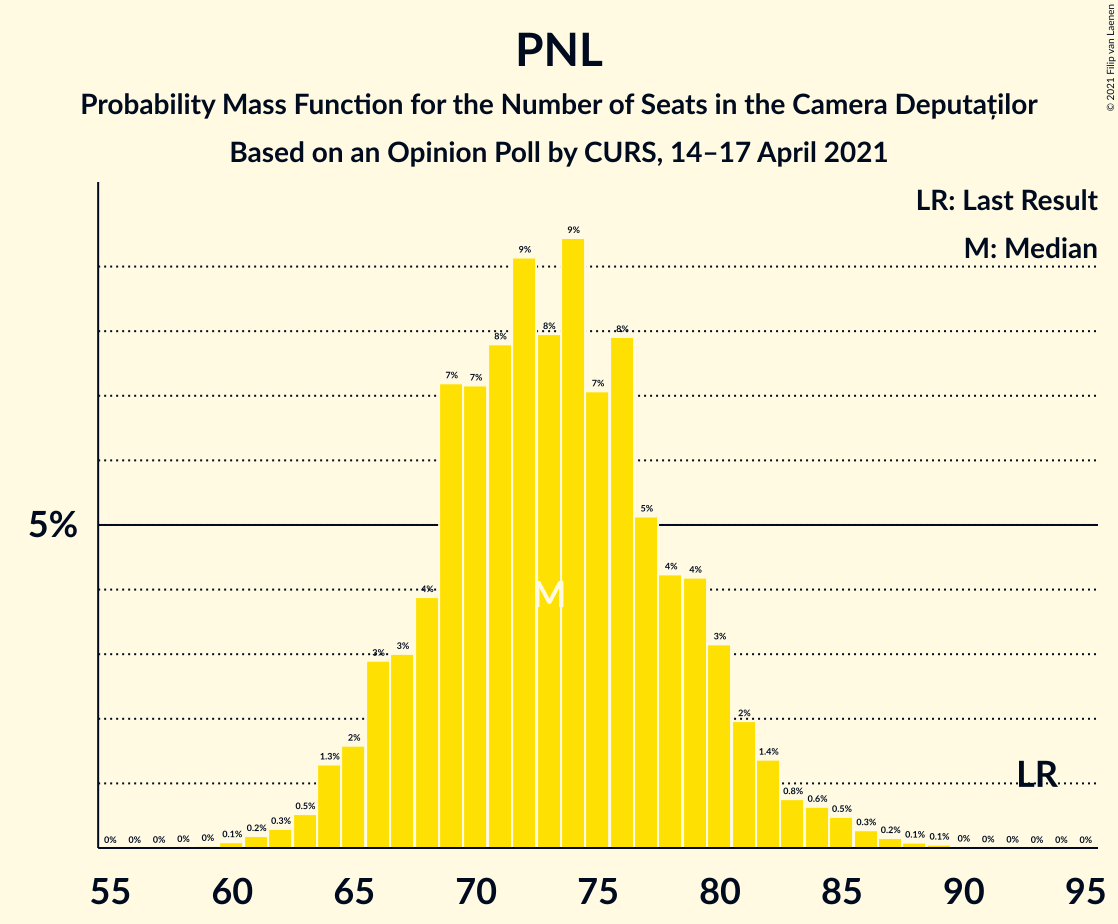 PNL
Probability Mass Function for the Number of Seats in the Camera Deputaților
Based on an Opinion Poll by CURS, 14–17 April 2021
© 2021 Filip van Laenen
LR: Last Result
M: Median
5%
0% 0% 0% 0% 0% 0.1% 0.2% 0.3% 0.5% 1.3% 2% 3% 3% 4% 7% 7% 8% 9% 8% 9% 7% 8% 5% 4% 4% 3% 2% 1.4% 0.8% 0.6% 0.5% 0.3% 0.2% 0.1% 0.1% 0% 0% 0% 0% 0% 0%
M
LR
55 60 65 70 75 80 85 90 95